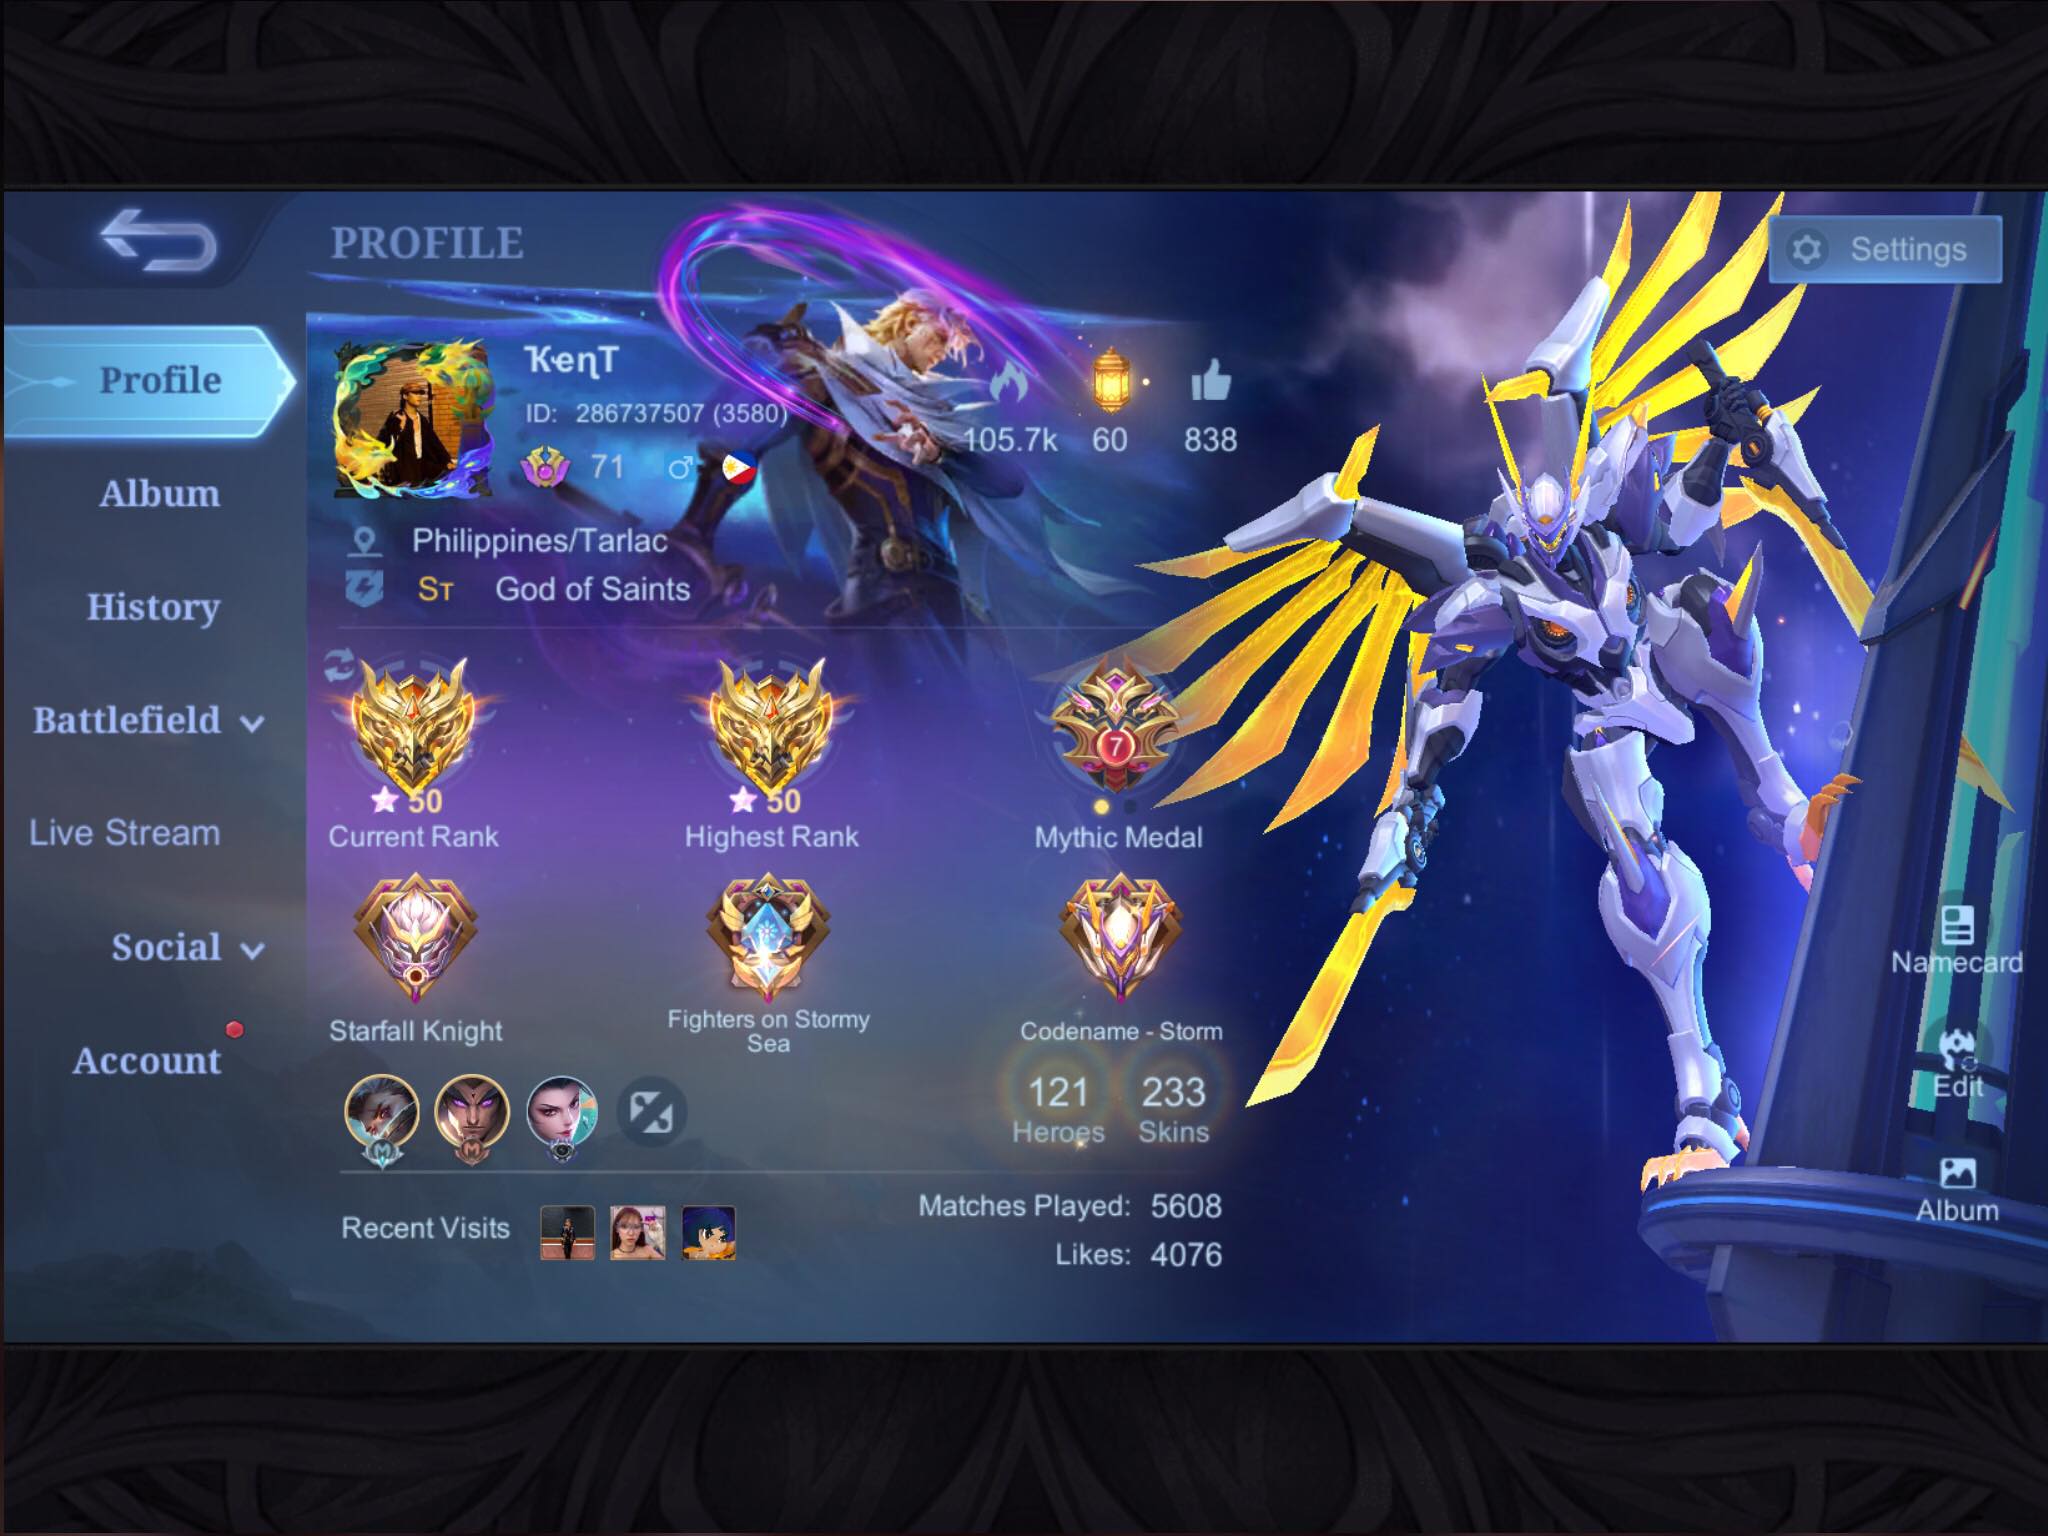 PROFILE
Settings
Profile
Album
History
Battlefield
Live Stream
Social
Account
ҠҽɳT
ID: 286737507 (3580)
71
105.7k
60
838
Philippines/Tarlac
Sᴛ God of Saints
50
Current Rank
50
Highest Rank
7
Mythic Medal
Starfall Knight
Fighters on Stormy
Sea
Codename - Storm
121
Heroes
233
Skins
Recent Visits
Matches Played: 5608
Likes: 4076
Namecard
Edit
Album